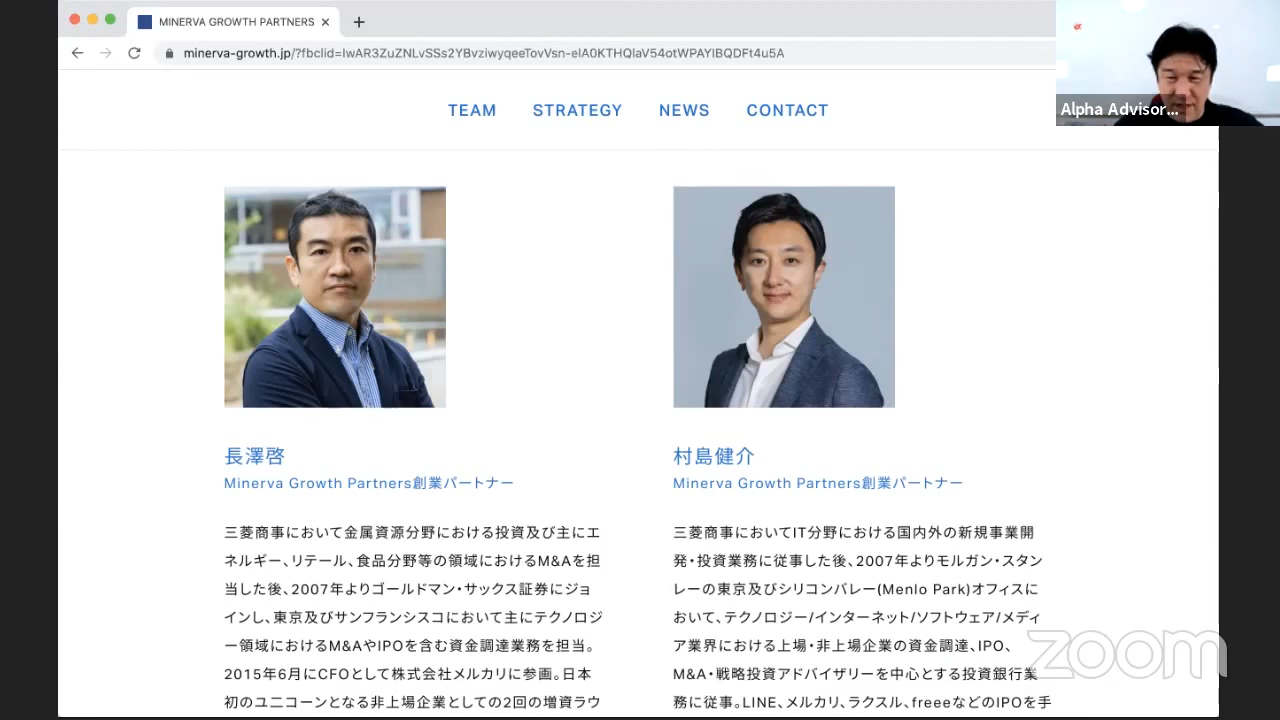 MINERVA GROWTH PARTNERS
minerva-growth.jp/?fbclid=IwAR3ZuZNLvSSs2YBvziwyqeeTovVsn-eIA0KTHQlaV54otWPAYIBQDFt4u5A
Alpha Advisor...
TEAM STRATEGY NEWS CONTACT
長澤啓
Minerva Growth Partners創業パートナー
三菱商事において金属資源分野における投資及び主にエ
ネルギー、リテール、食品分野等の領域におけるM&Aを担
当した後、2007年よりゴールドマン・サックス証券にジョ
インし、東京及びサンフランシスコにおいて主にテクノロジ
ー領域におけるM&AやIPOを含む資金調達業務を担当。
2015年6月にCFOとして株式会社メルカリに参画。日本
初のユニコーンとなる非上場企業としての2回の増資ラウ
村島健介
Minerva Growth Partners創業パートナー
三菱商事においてIT分野における国内外の新規事業開
発・投資業務に従事した後、2007年よりモルガン・スタン
レーの東京及びシリコンバレー(Menlo Park)オフィスに
おいて、テクノロジー/インターネット/ソフトウェア/メディ
ア業界における上場・非上場企業の資金調達、IPO、
M&A・戦略投資アドバイザリーを中心とする投資銀行業
務に従事。LINE、メルカリ、ラクスル、freeeなどのIPOを手
zoom